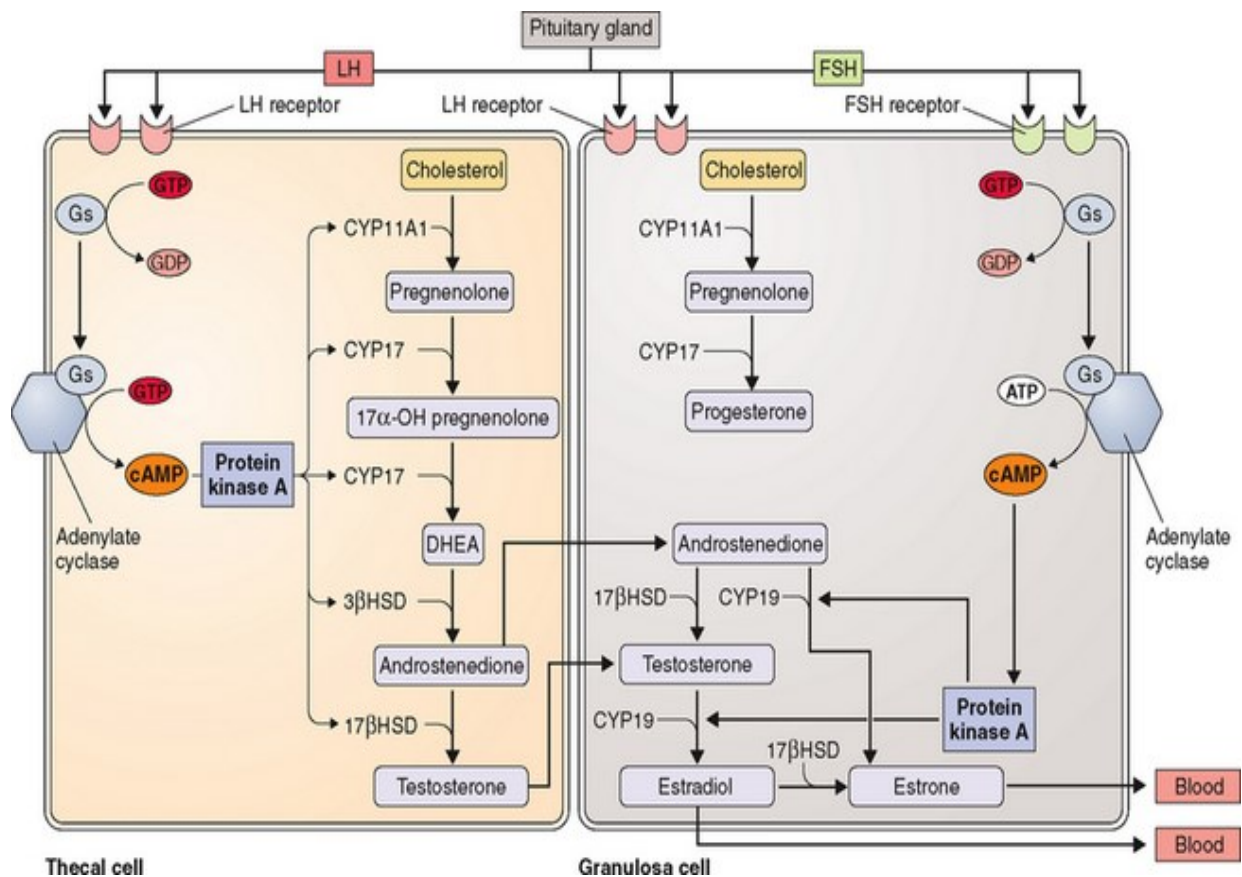 Pituitary gland
LH
FSH
LH receptor
LH receptor
FSH receptor
Cholesterol
Cholesterol
GTP
GTP
Gs
Gs
CYP11A1
CYP11A1
GDP
GDP
Pregnenolone
Pregnenolone
CYP17
CYP17
Gs
Gs
GTP
ATP
17α-OH pregnenolone
Progesterone
cAMP
Protein
kinase A
CYP17
cAMP
Adenylate
cyclase
Adenylate
cyclase
DHEA
Androstenedione
3βHSD
17βHSD
CYP19
Androstenedione
Testosterone
Protein
kinase A
17βHSD
CYP19
17βHSD
Testosterone
Estradiol
Estrone
Blood
Blood
Thecal cell
Granulosa cell